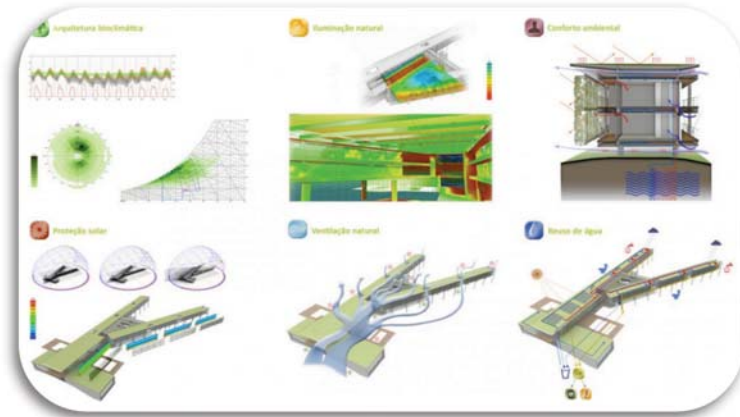 Arquitetura bioclimática
Iluminação natural
Conforto ambiental
Proteção solar
Ventilação natural
Reuso de água